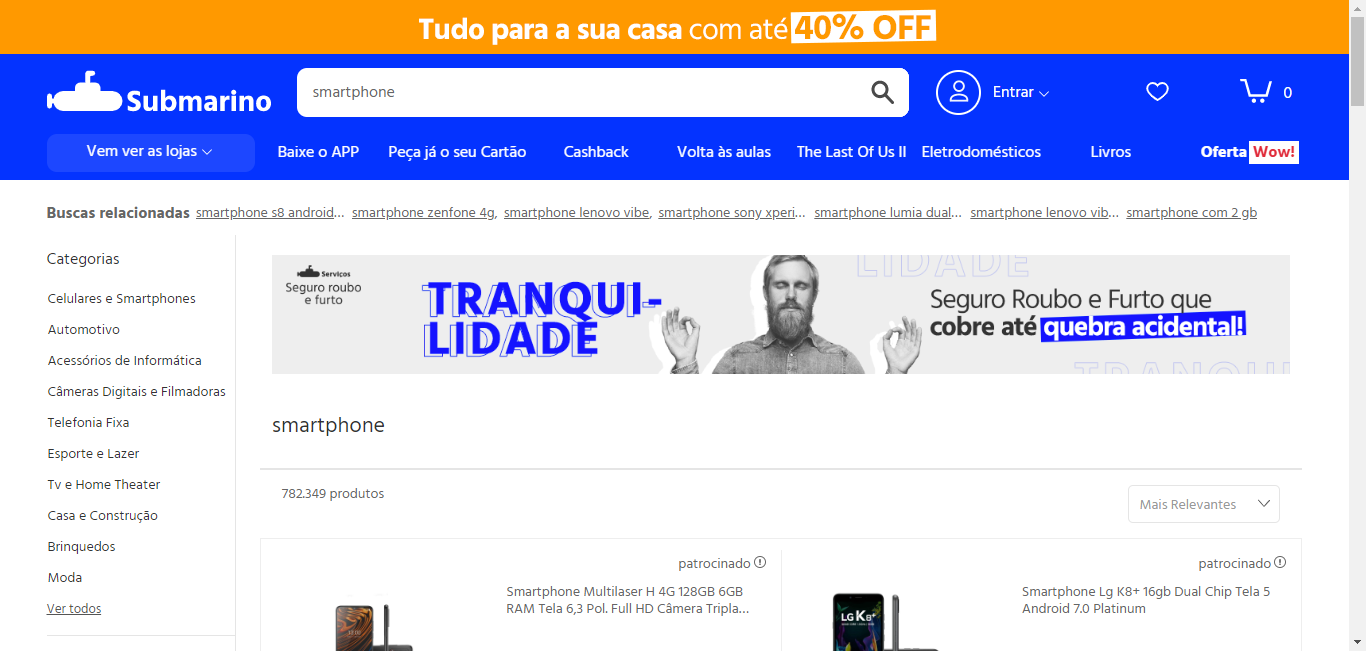 Tudo para a sua casa com até 40% OFF
Submarino
smartphone
Entrar
0
Vem ver as lojas
Baixe o APP
Peça já o seu Cartão
Cashback
Volta às aulas
The Last Of Us II
Eletrodomésticos
Livros
Oferta Wow!
Buscas relacionadas
smartphone s8 android...
smartphone zenfone 4g,
smartphone lenovo vibe,
smartphone sony xperi...
smartphone lumia dual...
smartphone lenovo vib...
smartphone com 2 gb
Categorias
Celulares e Smartphones
Automotivo
Acessórios de Informática
Câmeras Digitais e Filmadoras
Telefonia Fixa
Esporte e Lazer
Tv e Home Theater
Casa e Construção
Brinquedos
Moda
Ver todos
Serviços
Seguro roubo
e furto
TRANQUI-
LIDADE
LIDADE
Seguro Roubo e Furto que
cobre até quebra acidental!
TRANQUI
smartphone
782.349 produtos
Mais Relevantes
patrocinado
Smartphone Multilaser H 4G 128GB 6GB
RAM Tela 6,3 Pol. Full HD Câmera Tripla...
patrocinado
Smartphone Lg K8+ 16gb Dual Chip Tela 5
Android 7.0 Platinum
LG K8+